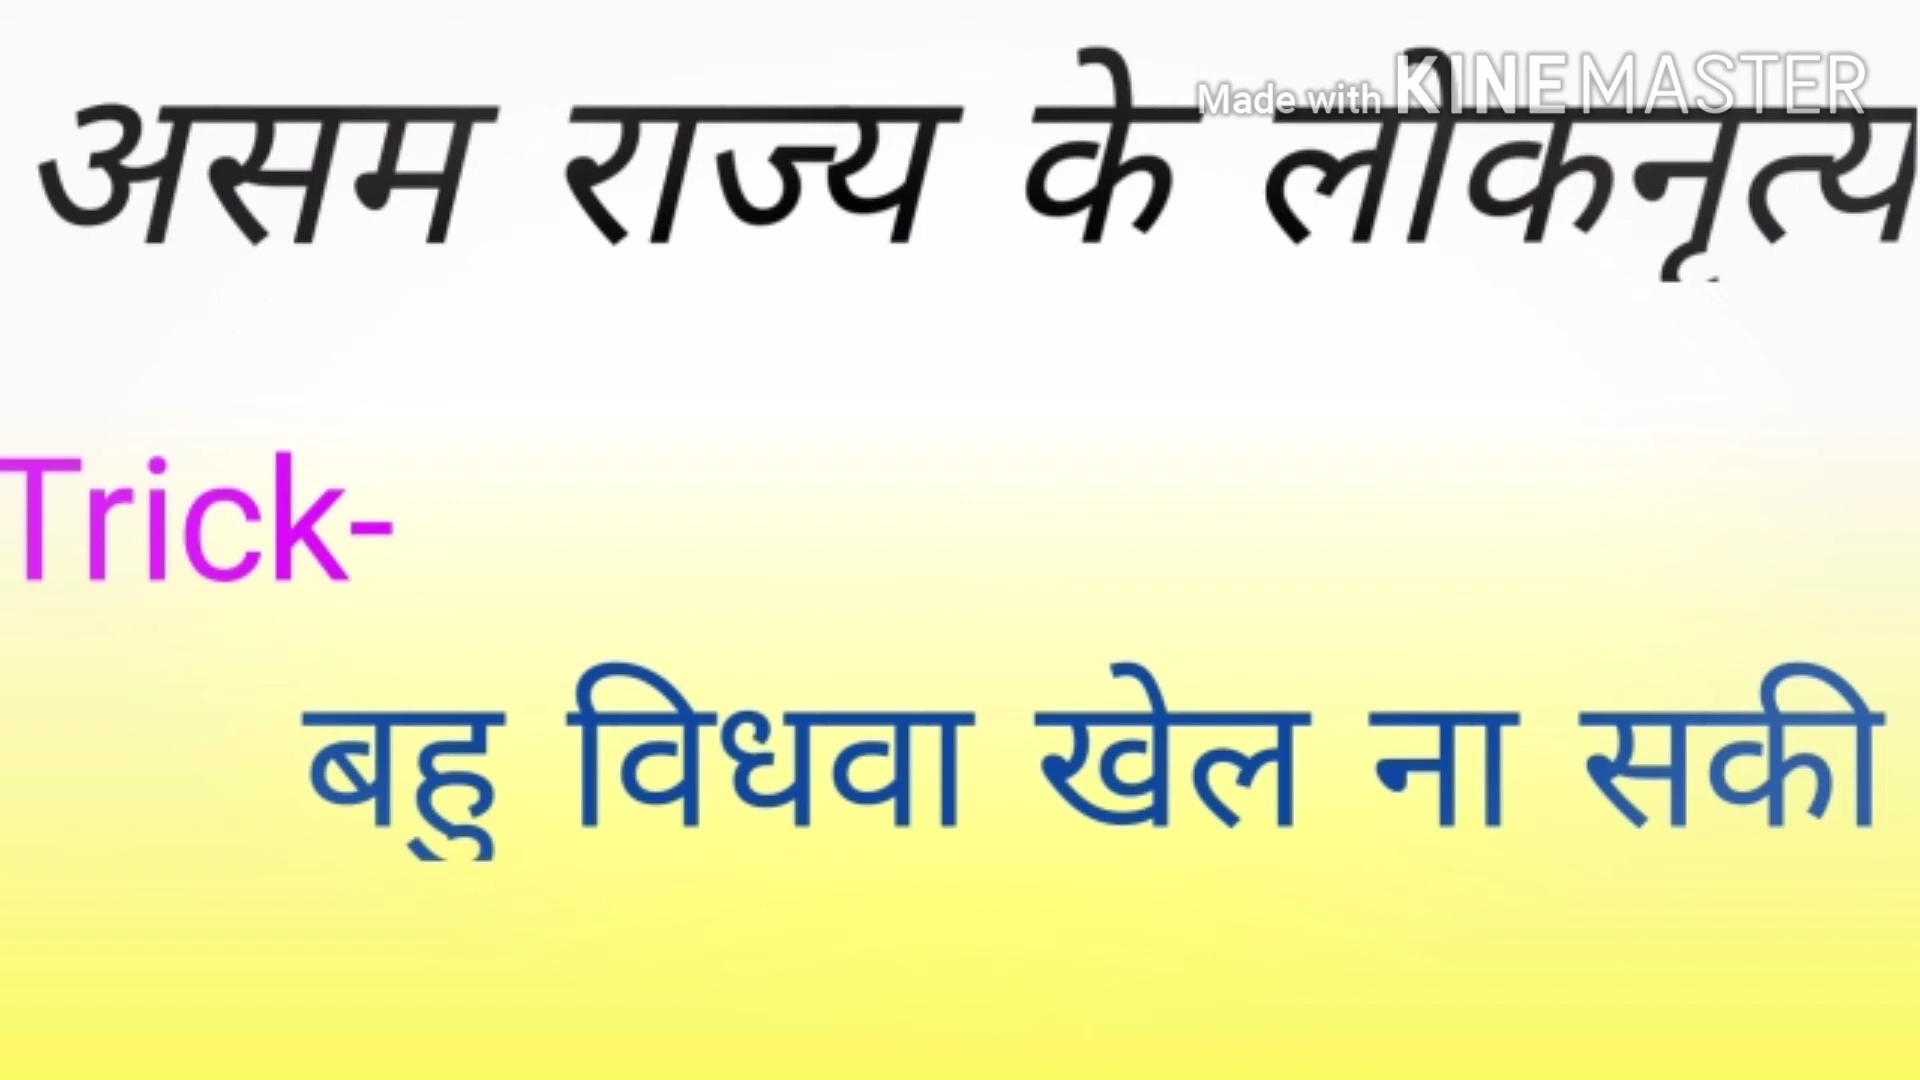 Made with KINEMASTER
असम राज्य के लोकनृत्य
Trick-
बहु विधवा खेल ना सकी